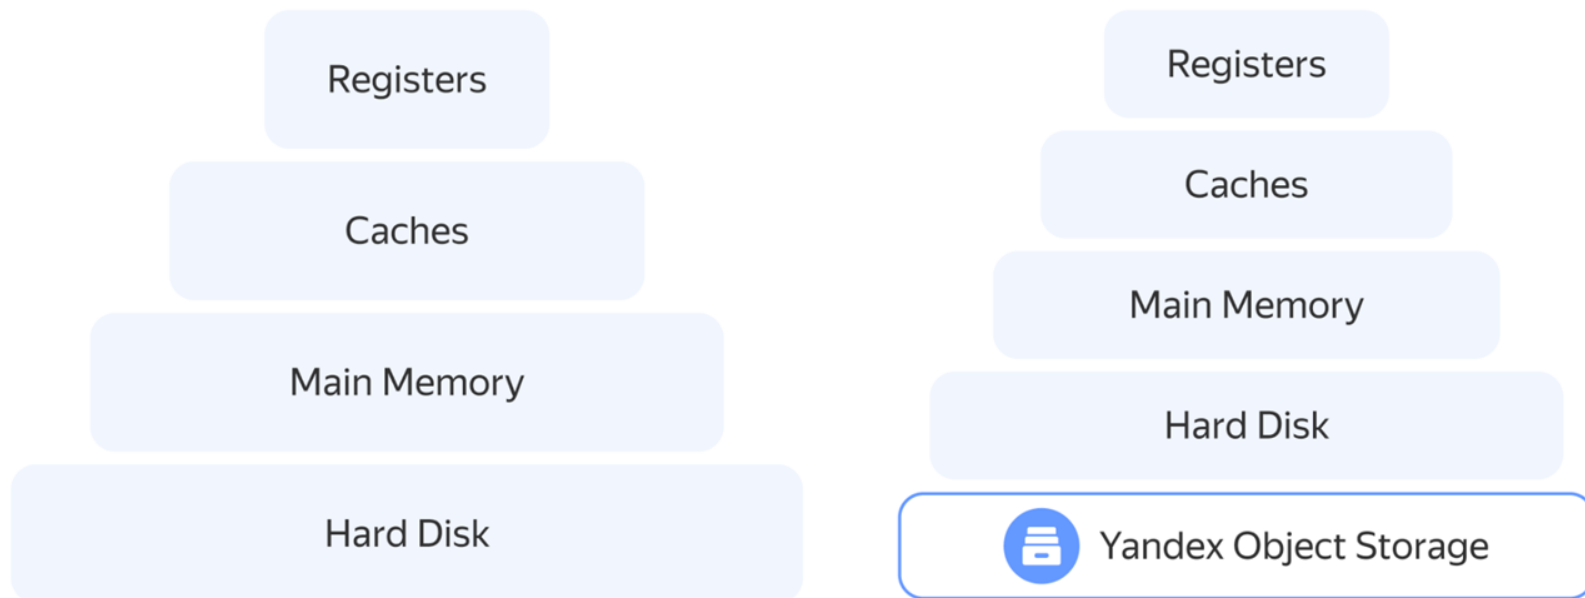 Registers
Caches
Main Memory
Hard Disk
Registers
Caches
Main Memory
Hard Disk
Yandex Object Storage